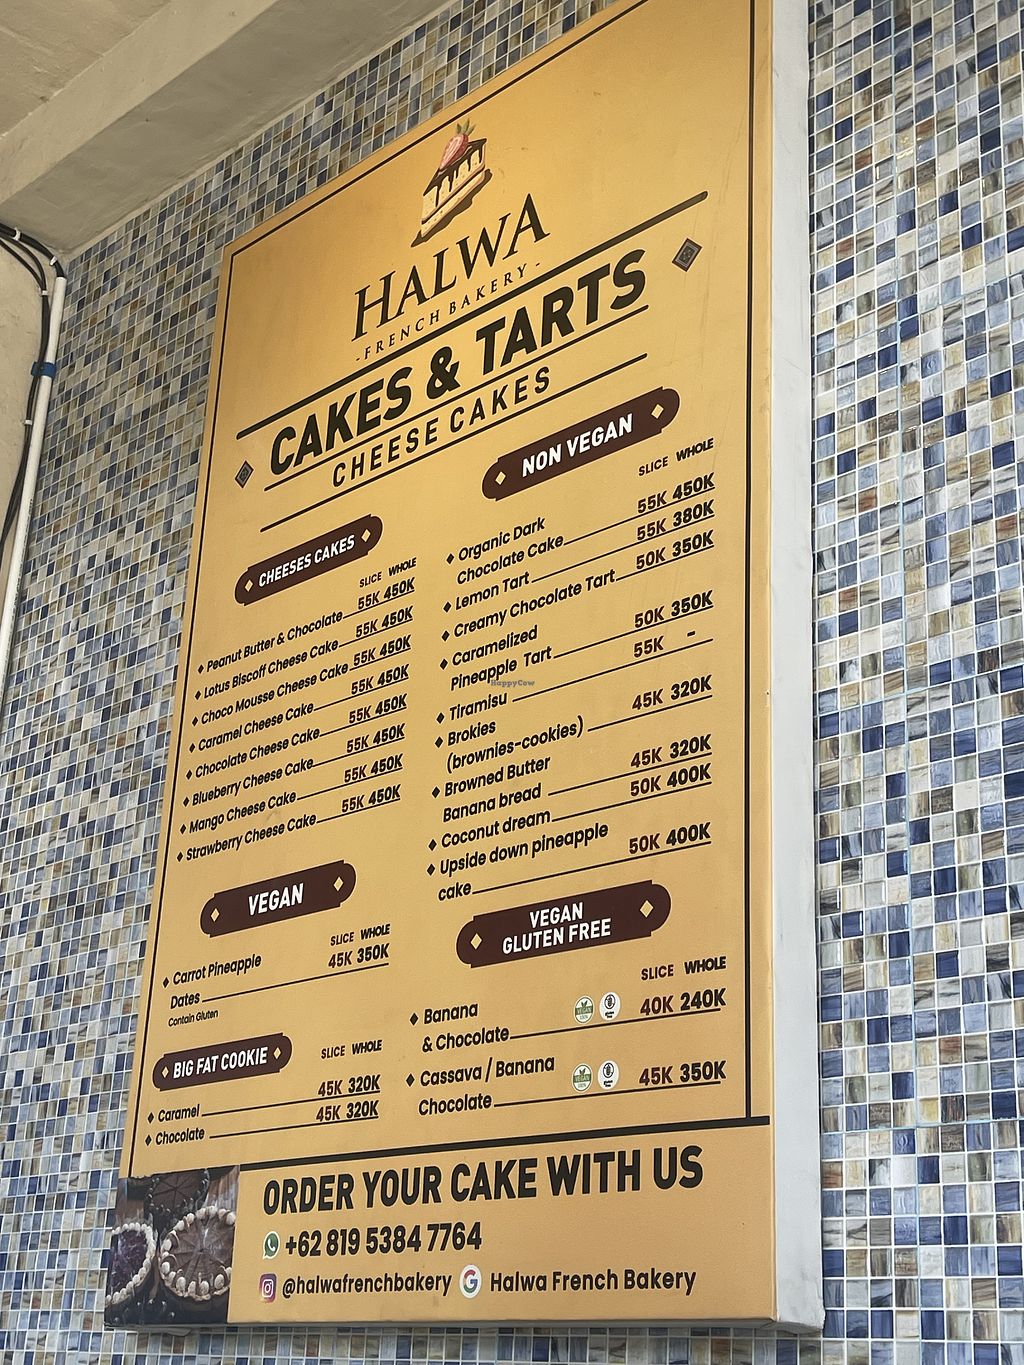 HALWA
-FRENCH BAKERY-
CAKES & TARTS
CHEESE CAKES
CHEESES CAKES
SLICE WHOLE
Peanut Butter & Chocolate 55K 450K
Lotus Biscoff Cheese Cake 55K 450K
Choco Mousse Cheese Cake 55K 450K
Caramel Cheese Cake 55K 450K
Chocolate Cheese Cake 55K 450K
Blueberry Cheese Cake 55K 450K
Mango Cheese Cake 55K 450K
Strawberry Cheese Cake 55K 450K
VEGAN
SLICE WHOLE
Carrot Pineapple
Dates 45K 350K
Contain Gluten
BIG FAT COOKIE
SLICE WHOLE
Caramel 45K 320K
Chocolate 45K 320K
NON VEGAN
SLICE WHOLE
Organic Dark
Chocolate Cake 55K 450K
Lemon Tart 55K 380K
Creamy Chocolate Tart 50K 350K
Caramelized
Pineapple Tart 50K 350K
HappyCow
Tiramisu 55K -
Brokies
(brownies-cookies) 45K 320K
Browned Butter
Banana bread 45K 320K
Coconut dream 50K 400K
Upside down pineapple
cake 50K 400K
VEGAN
GLUTEN FREE
SLICE WHOLE
Banana
& Chocolate 40K 240K
Cassava / Banana
Chocolate 45K 350K
ORDER YOUR CAKE WITH US
+62 819 5384 7764
@halwafrenchbakery G Halwa French Bakery